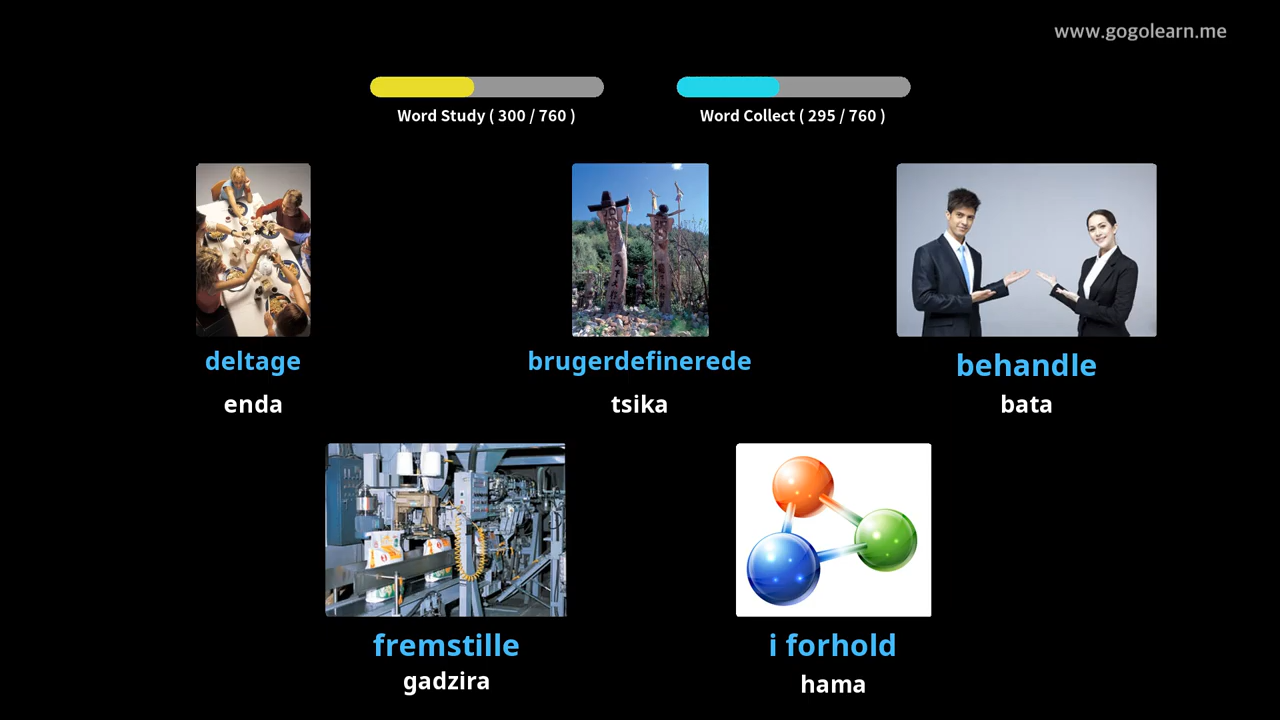 www.gogolearn.me
Word Study ( 300 / 760 )
Word Collect ( 295 / 760 )
deltage
enda
brugerdefinerede
tsika
behandle
bata
fremstille
gadzira
i forhold
hama